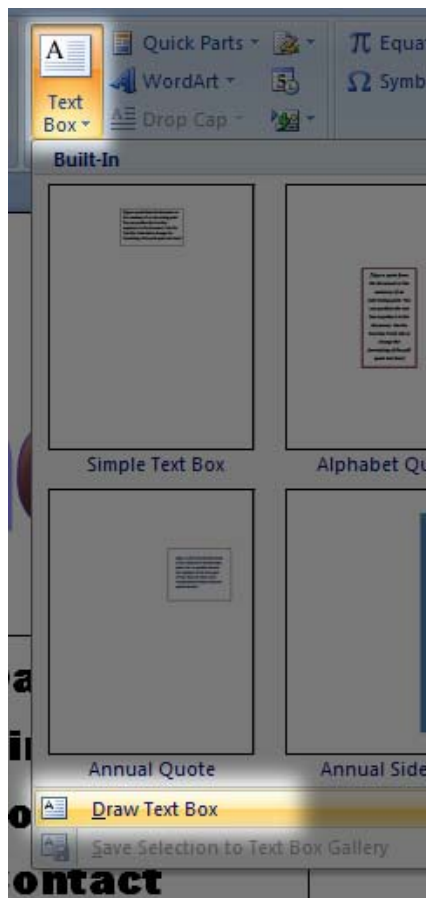 Quick Parts
Equa
WordArt
Symb
Text
Box
Drop Cap
Built-In
Simple Text Box
Alphabet Qu
Annual Quote
Annual Side
Draw Text Box
Save Selection to Text Box Gallery
ontact